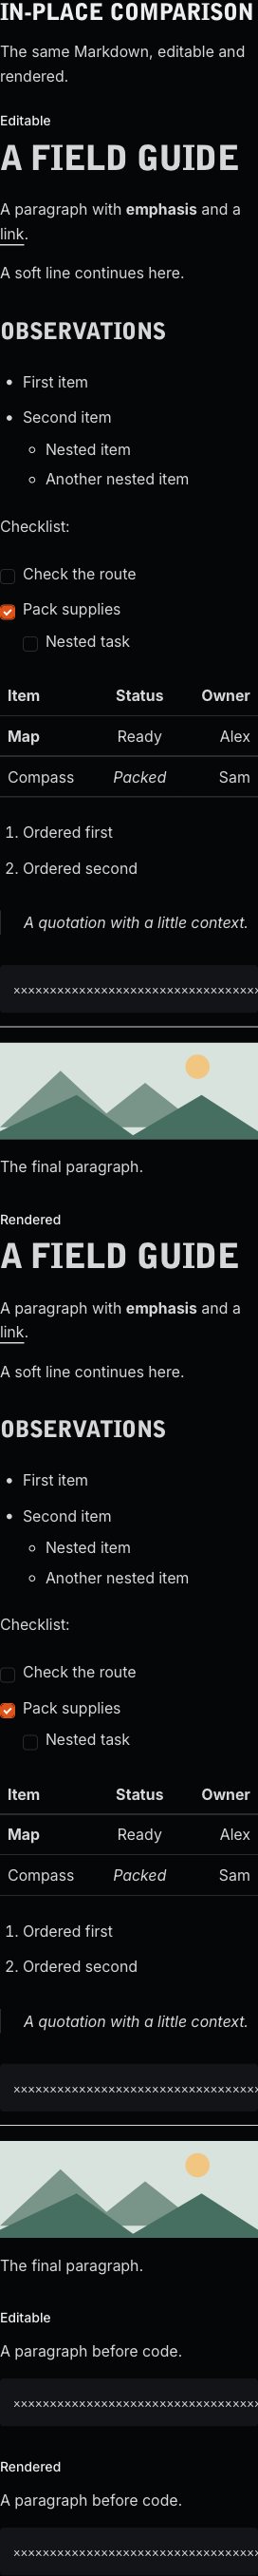 IN-PLACE COMPARISON
The same Markdown, editable and
rendered.
Editable
A FIELD GUIDE
A paragraph with emphasis and a
link.
A soft line continues here.
OBSERVATIONS
• First item
• Second item
◦ Nested item
◦ Another nested item
Checklist:
Check the route
Pack supplies
Nested task
Item Status Owner
Map Ready Alex
Compass Packed Sam
1. Ordered first
2. Ordered second
A quotation with a little context.
xxxxxxxxxxxxxxxxxxxxxxxxxxxxxxxxxx
The final paragraph.
Rendered
A FIELD GUIDE
A paragraph with emphasis and a
link.
A soft line continues here.
OBSERVATIONS
• First item
• Second item
◦ Nested item
◦ Another nested item
Checklist:
Check the route
Pack supplies
Nested task
Item Status Owner
Map Ready Alex
Compass Packed Sam
1. Ordered first
2. Ordered second
A quotation with a little context.
xxxxxxxxxxxxxxxxxxxxxxxxxxxxxxxxxx
The final paragraph.
Editable
A paragraph before code.
xxxxxxxxxxxxxxxxxxxxxxxxxxxxxxxxxx
Rendered
A paragraph before code.
xxxxxxxxxxxxxxxxxxxxxxxxxxxxxxxxxx